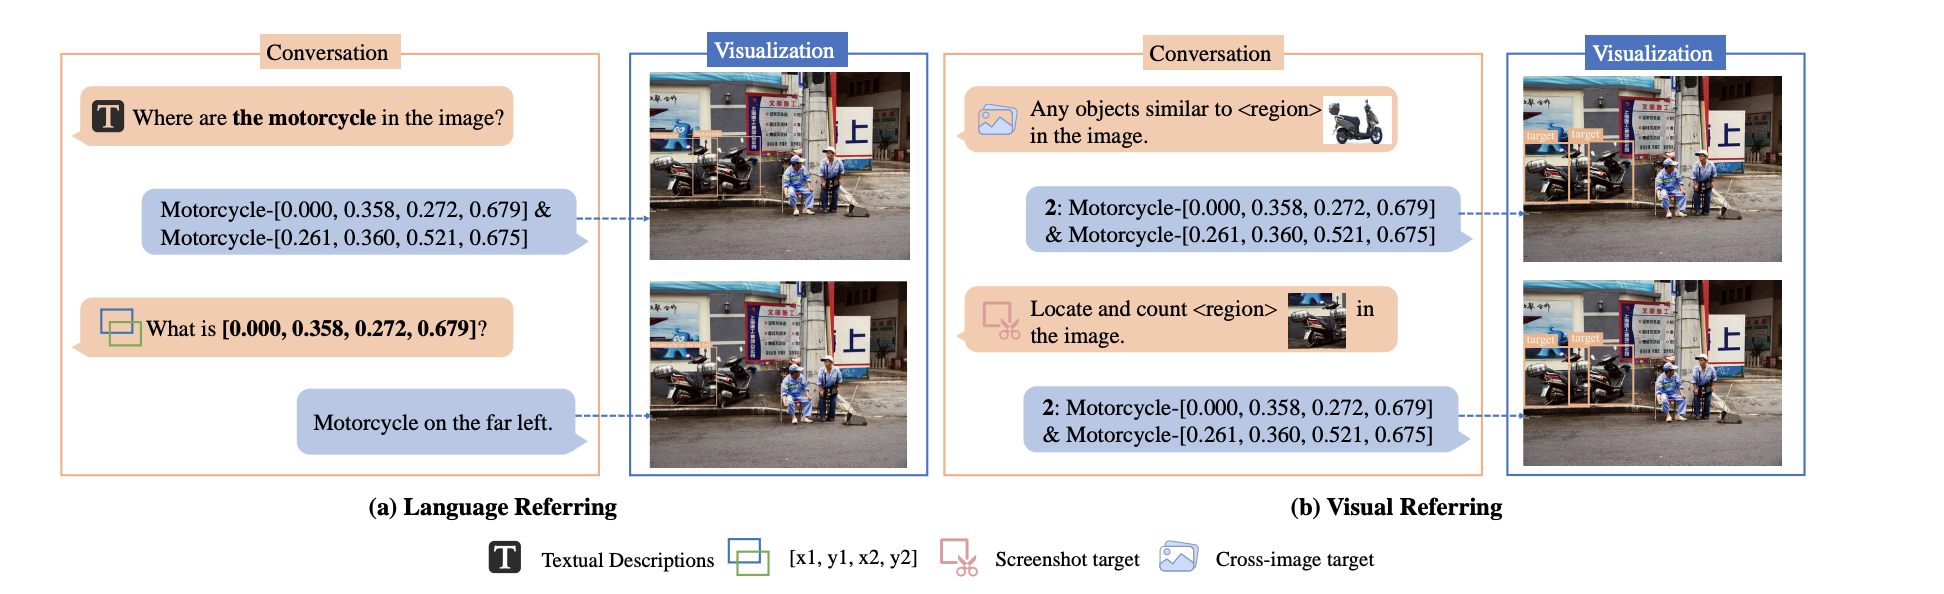 Conversation
Where are the motorcycle in the image?
Motorcycle-[0.000, 0.358, 0.272, 0.679] &
Motorcycle-[0.261, 0.360, 0.521, 0.675]
What is [0.000, 0.358, 0.272, 0.679]?
Motorcycle on the far left.
Visualization
上
上
(a) Language Referring
Conversation
Any objects similar to <region>
in the image.
2: Motorcycle-[0.000, 0.358, 0.272, 0.679]
& Motorcycle-[0.261, 0.360, 0.521, 0.675]
Locate and count <region> in
the image.
2: Motorcycle-[0.000, 0.358, 0.272, 0.679]
& Motorcycle-[0.261, 0.360, 0.521, 0.675]
Visualization
target target
上
target target
上
(b) Visual Referring
T Textual Descriptions [x1, y1, x2, y2] Screenshot target Cross-image target